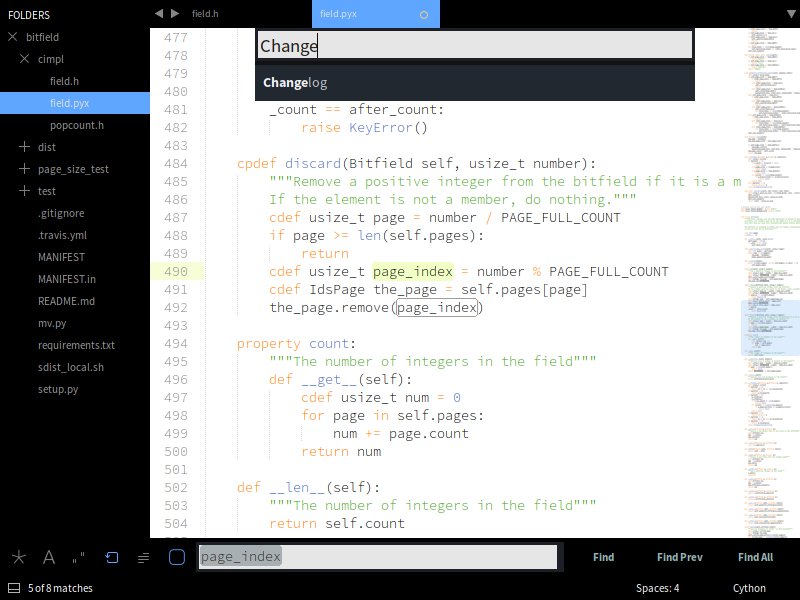 FOLDERS
bitfield
cimpl
field.h
field.pyx
popcount.h
dist
page_size_test
test
.gitignore
.travis.yml
MANIFEST
MANIFEST.in
README.md
mv.py
requirements.txt
sdist_local.sh
setup.py
field.h
field.pyx
Change
Changelog
477
478
479
480
481 _count == after_count:
482 raise KeyError()
483
484 cpdef discard(Bitfield self, usize_t number):
485 """Remove a positive integer from the bitfield if it is a m
486 If the element is not a member, do nothing."""
487 cdef usize_t page = number / PAGE_FULL_COUNT
488 if page >= len(self.pages):
489 return
490 cdef usize_t page_index = number % PAGE_FULL_COUNT
491 cdef IdsPage the_page = self.pages[page]
492 the_page.remove(page_index)
493
494 property count:
495 """The number of integers in the field"""
496 def __get__(self):
497 cdef usize_t num = 0
498 for page in self.pages:
499 num += page.count
500 return num
501
502 def __len__(self):
503 """The number of integers in the field"""
504 return self.count
page_index
Find
Find Prev
Find All
5 of 8 matches
Spaces: 4
Cython